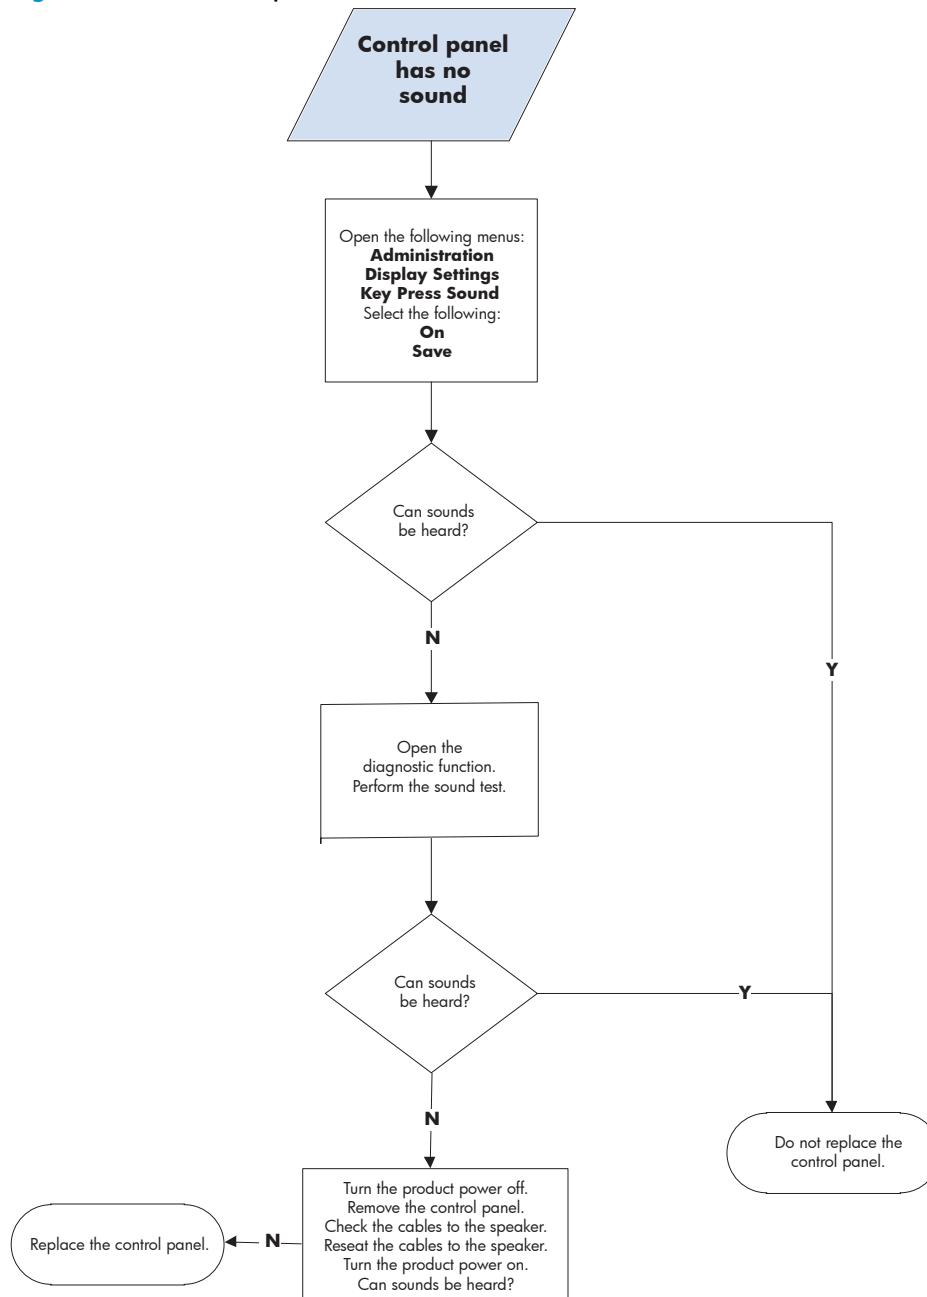 Control panel
has no
sound
Open the following menus:
Administration
Display Settings
Key Press Sound
Select the following:
On
Save
Can sounds
be heard?
N
Y
Open the
diagnostic function.
Perform the sound test.
Can sounds
be heard?
Y
N
Do not replace the
control panel.
Turn the product power off.
Remove the control panel.
Check the cables to the speaker.
Reseat the cables to the speaker.
Turn the product power on.
Can sounds be heard?
N
Replace the control panel.